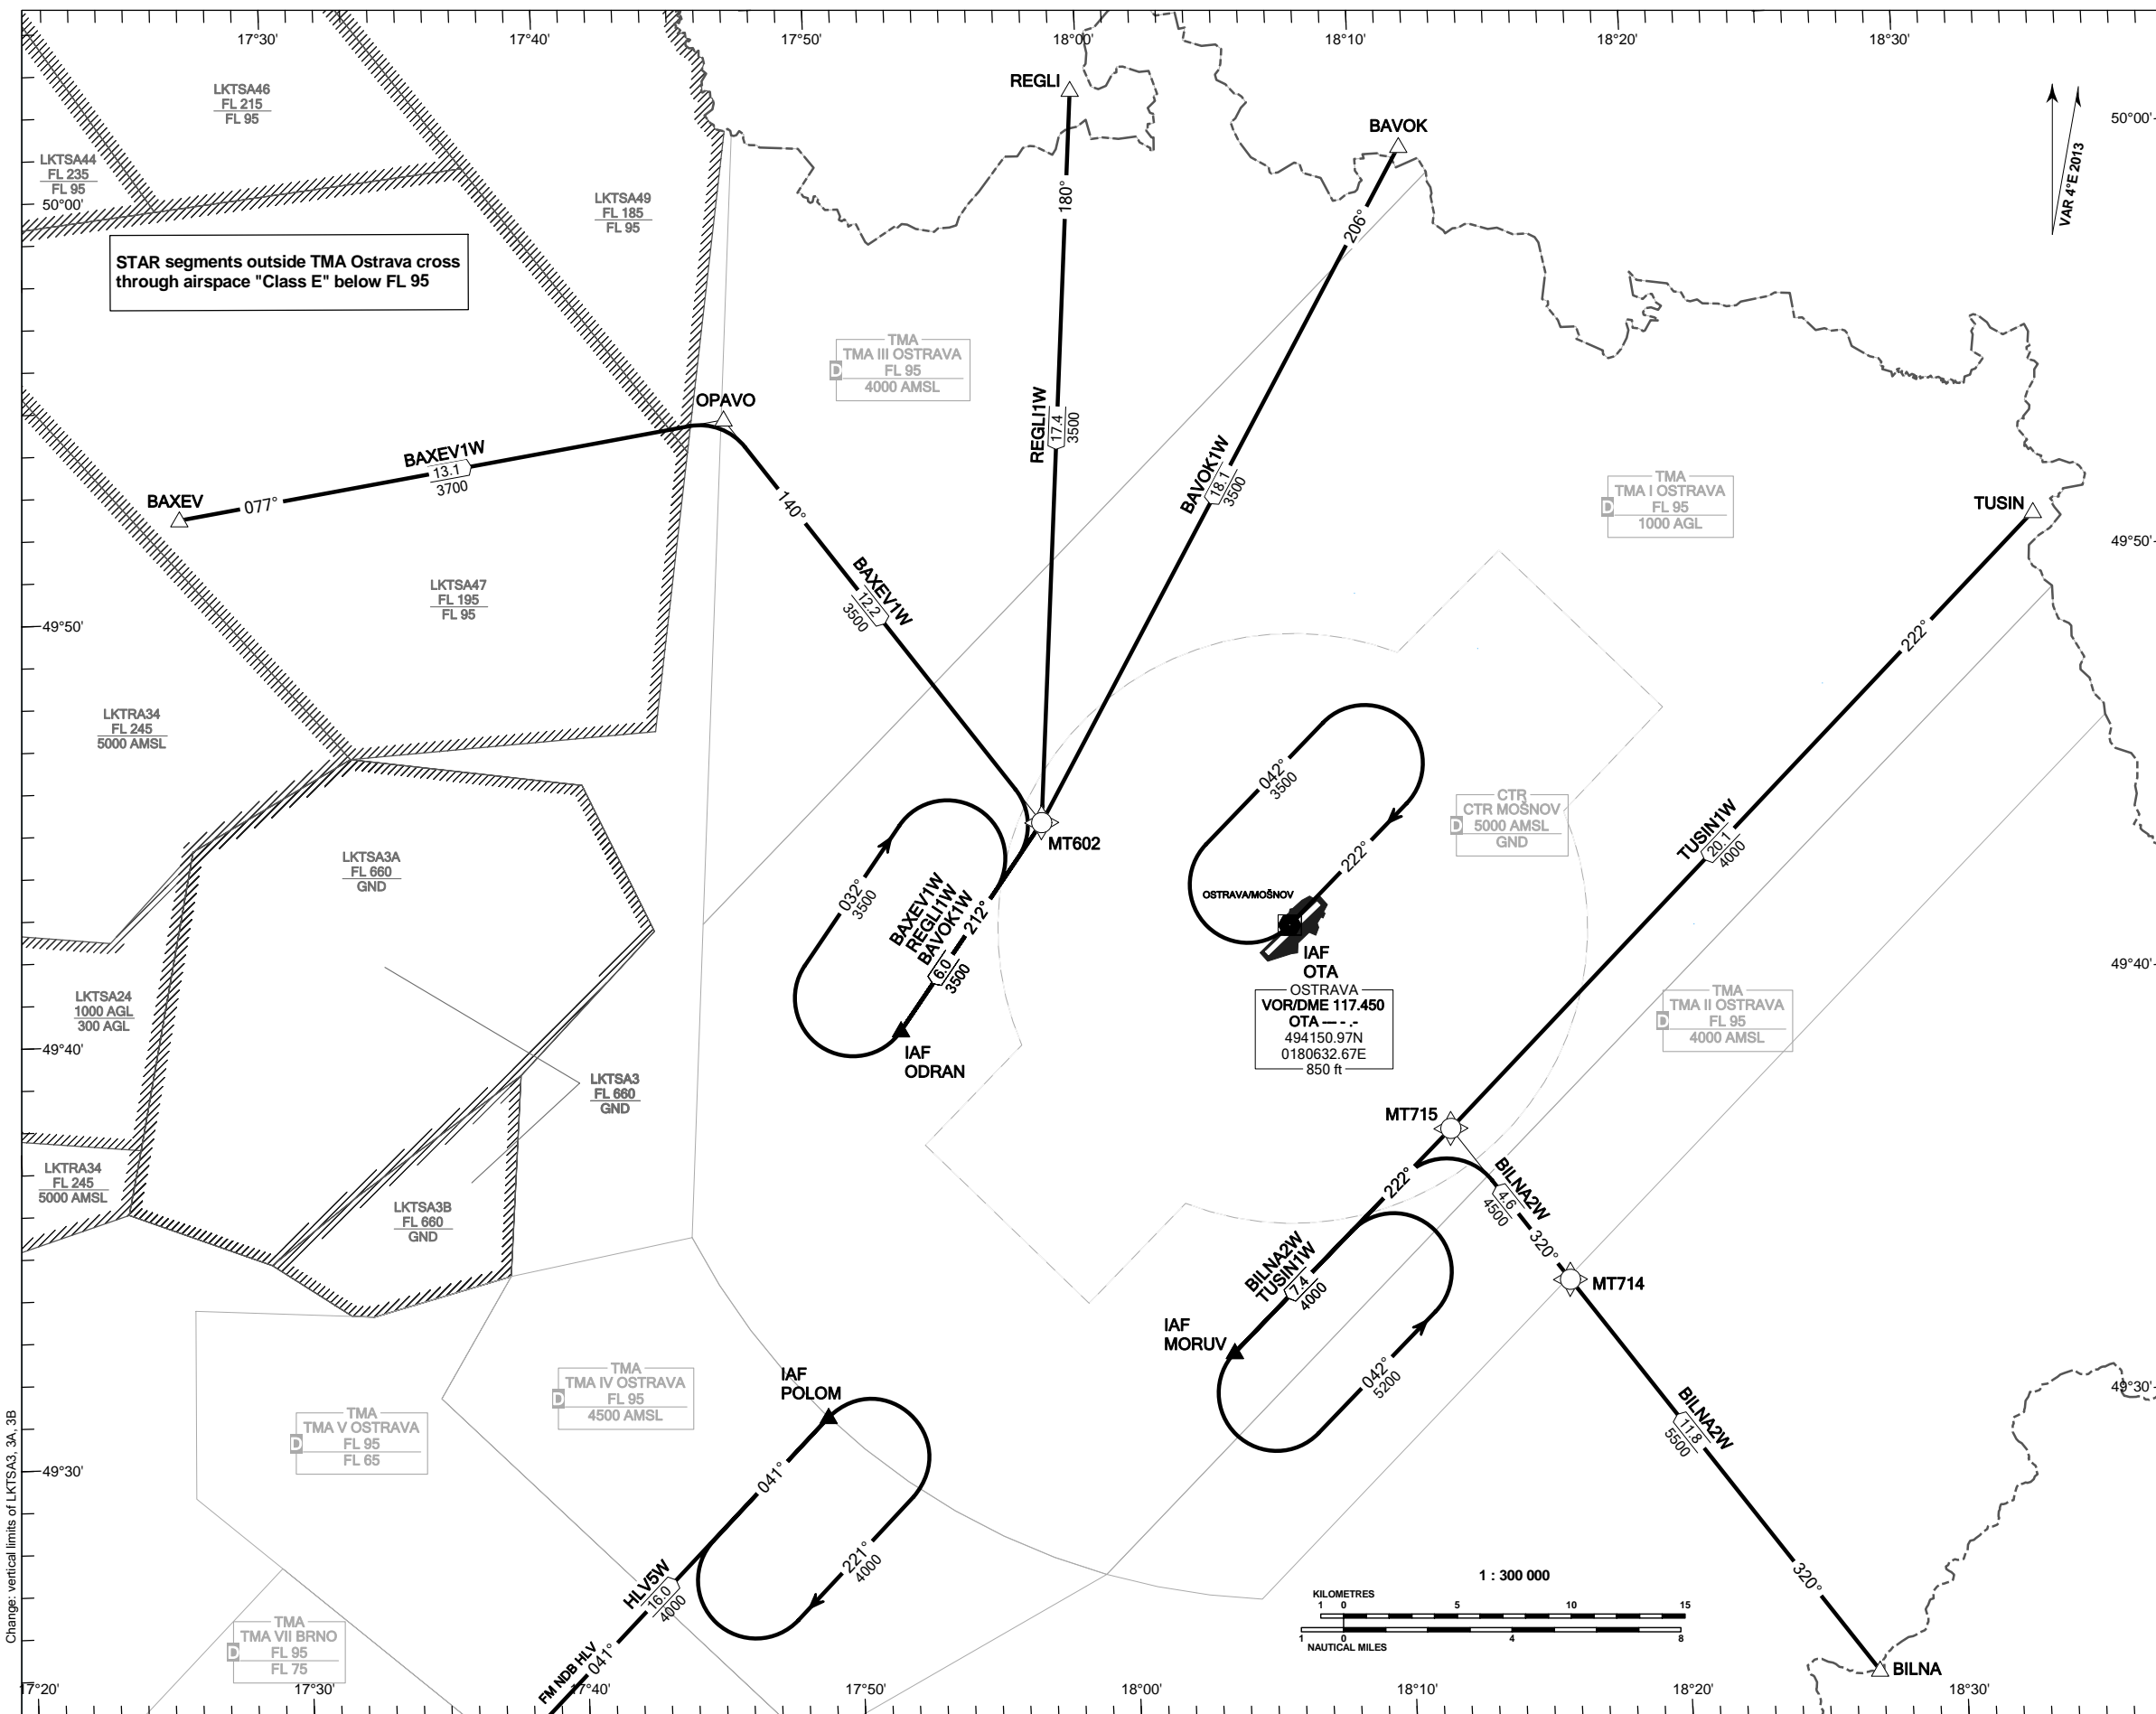 17°30'
17°40'
17°50'
18°00'
18°10'
18°20'
18°30'
REGLI
BAVOK
50°00'
VAR 4°E 2013
LKTSA46
FL 215
FL 95
LKTSA44
FL 235
FL 95
50°00'
LKTSA49
FL 185
FL 95
180°
206°
STAR segments outside TMA Ostrava cross
through airspace "Class E" below FL 95
TMA
TMA III OSTRAVA
D
FL 95
4000 AMSL
OPAVO
REGLI1W
17.4
3500
BAXEV1W
13.1
3700
BAVOK1W
18.1
3500
BAXEV
077°
140°
TMA
TMA I OSTRAVA
D
FL 95
1000 AGL
TUSIN
49°50'
LKTSA47
FL 195
FL 95
BAXEV1W
12.2
3500
49°50'
222°
LKTRA34
FL 245
5000 AMSL
042°
3500
CTR
CTR MOŠNOV
D
5000 AMSL
GND
MT602
TUSIN1W
20.1
4000
LKTSA3A
FL 660
GND
032°
3500
222°
BAXEV1W
REGLI1W
BAVOK1W
212°
6.0
3500
OSTRAVA/MOŠNOV
IAF
OTA
OSTRAVA
VOR/DME 117.450
OTA --- - .-
494150.97N
0180632.67E
850 ft
49°40'
LKTSA24
1000 AGL
300 AGL
TMA
TMA II OSTRAVA
D
FL 95
4000 AMSL
49°40'
IAF
ODRAN
LKTSA3
FL 660
GND
MT715
LKTRA34
FL 245
5000 AMSL
222°
BILNA2W
4.6
4500
LKTSA3B
FL 660
GND
320°
BILNA2W
TUSIN1W
7.4
4000
MT714
IAF
MORUV
042°
5200
TMA
TMA IV OSTRAVA
D
FL 95
4500 AMSL
IAF
POLOM
49°30'
BILNA2W
11.8
5500
TMA
TMA V OSTRAVA
D
FL 95
FL 65
49°30'
041°
221°
4000
HLV5W
16.0
4000
1 : 300 000
KILOMETRES
1 0 5 10 15
1 0 4 8
NAUTICAL MILES
320°
TMA
TMA VII BRNO
D
FL 95
FL 75
FM NDB HLV
041°
BILNA
17°20'
17°30'
17°40'
17°50'
18°00'
18°10'
18°20'
18°30'
Change: vertical limits of LKTSA3, 3A, 3B